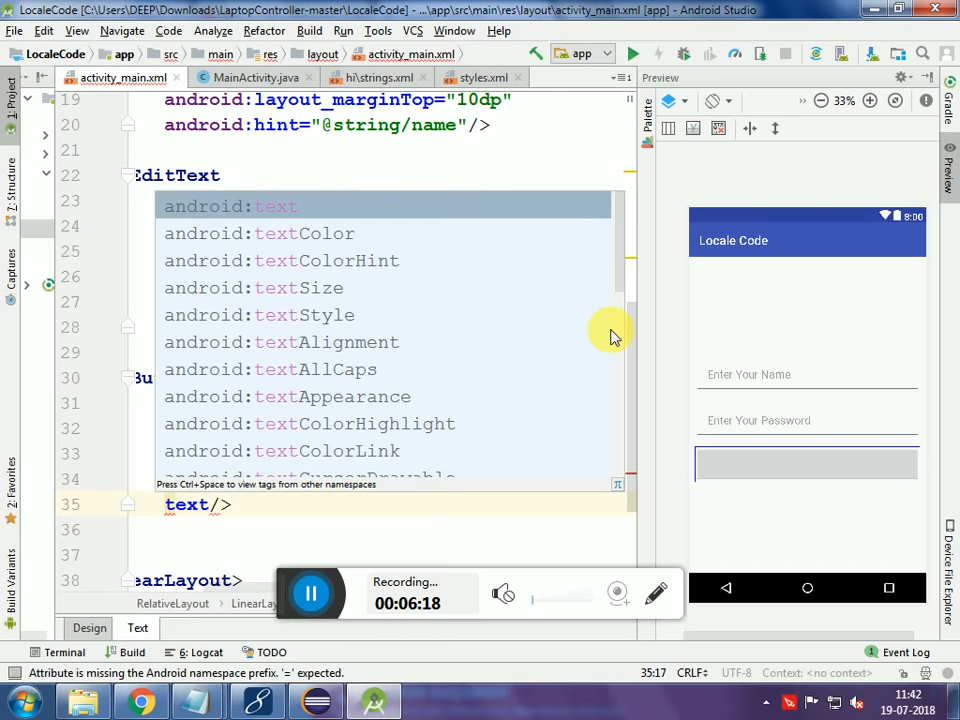 LocaleCode [C:\Users\DEEP\Downloads\LaptopController-master\LocaleCode] - ...\app\src\main\res\layout\activity_main.xml [app] - Android Studio
File Edit View Navigate Code Analyze Refactor Build Run Tools VCS Window Help
LocaleCode app src main res layout activity_main.xml app
activity_main.xml MainActivity.java hi\strings.xml styles.xml Preview
1: Project
7: Structure
Captures
2: Favorites
Build Variants
19 android:layout_marginTop="10dp"
20 android:hint="@string/name"/>
21
22 EditText
23
24
25
26
27
28
29
30 Bu
31
32
33
34
35 text/>
36
37
38 earLayout>
android:text
android:textColor
android:textColorHint
android:textSize
android:textStyle
android:textAlignment
android:textAllCaps
android:textAppearance
android:textColorHighlight
android:textColorLink
android:textCursorDrawable
Press Ctrl+Space to view tags from other namespaces
π
RelativeLayout LinearLay
Design Text
Recording...
00:06:18
Palette
33%
8:00
Locale Code
Enter Your Name
Enter Your Password
Gradle
Preview
Device File Explorer
Terminal Build 6: Logcat TODO 1 Event Log
Attribute is missing the Android namespace prefix. '=' expected. 35:17 CRLF UTF-8 Context: <no context>
11:42
19-07-2018